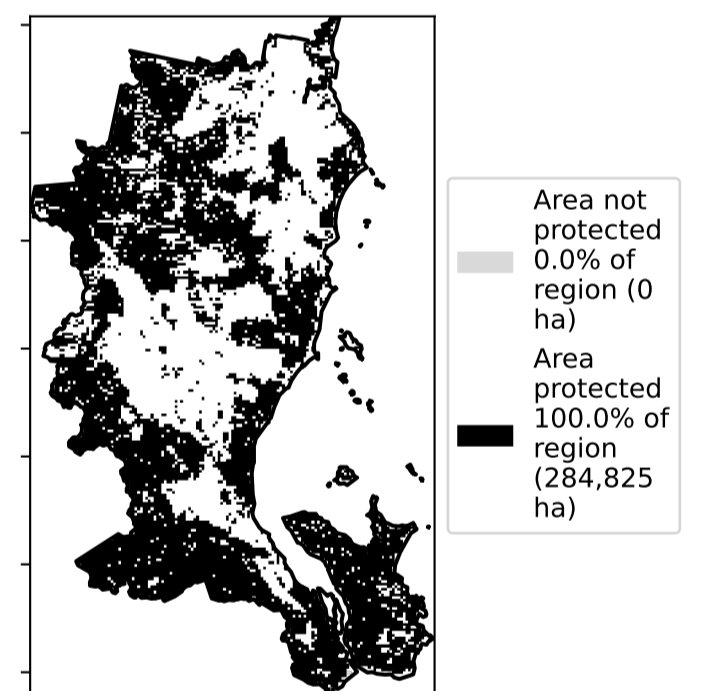 Area not
protected
0.0% of
region (0
ha)
Area
protected
100.0% of
region
(284,825
ha)